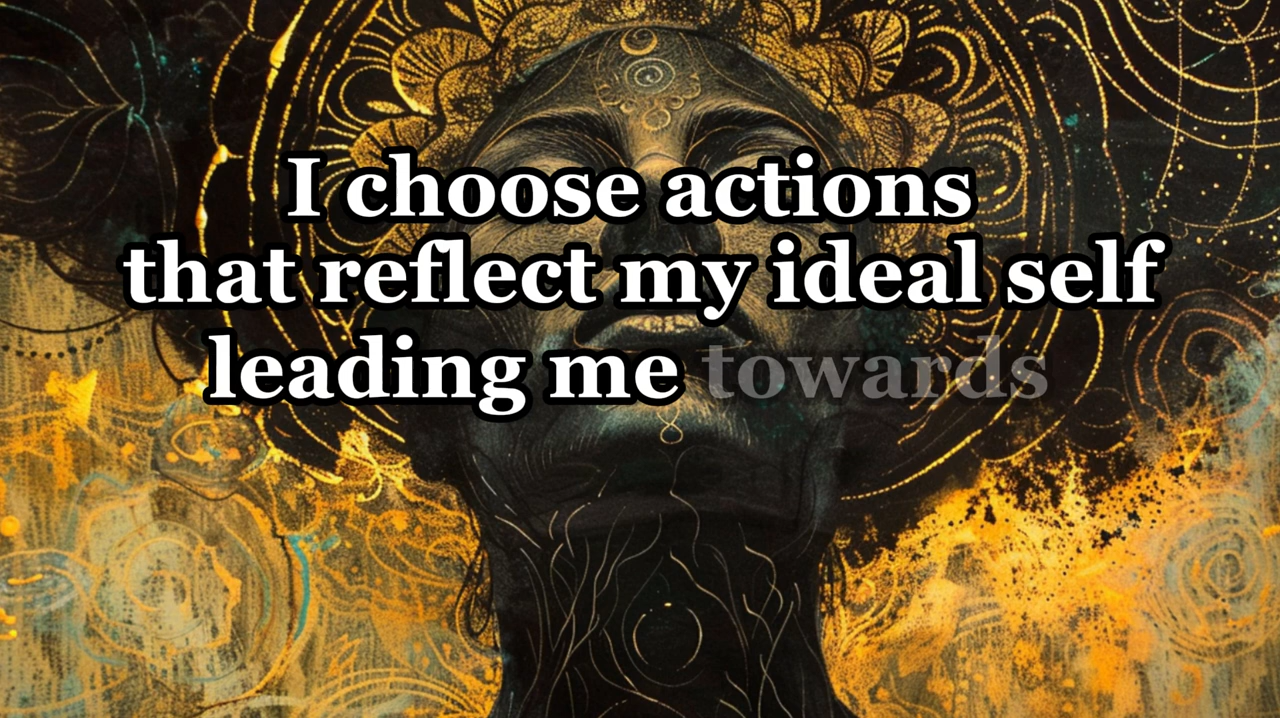 I choose actions
that reflect my ideal self
leading me towards